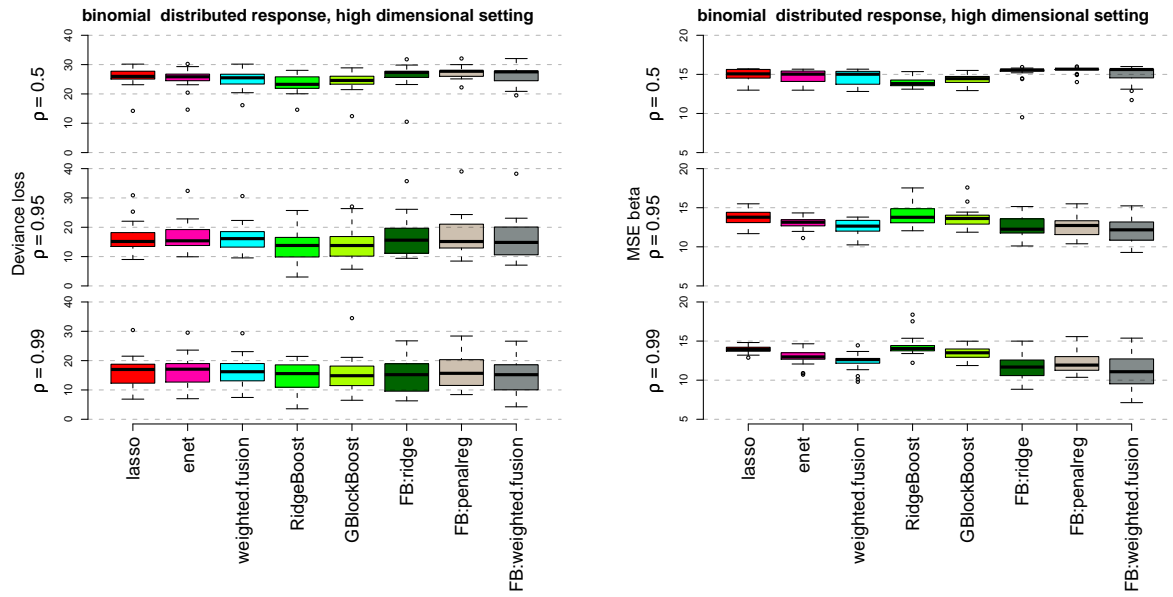 binomial  distributed response, high dimensional setting
Deviance loss
ρ = 0.5
40
30
20
10
0
ρ = 0.95
40
30
20
10
0
ρ = 0.99
40
30
20
10
0
lasso
enet
weighted.fusion
RidgeBoost
GBlockBoost
FB:ridge
FB:penalreg
FB:weighted.fusion
binomial  distributed response, high dimensional setting
MSE beta
ρ = 0.5
20
15
10
5
ρ = 0.95
20
15
10
5
ρ = 0.99
20
15
10
5
lasso
enet
weighted.fusion
RidgeBoost
GBlockBoost
FB:ridge
FB:penalreg
FB:weighted.fusion